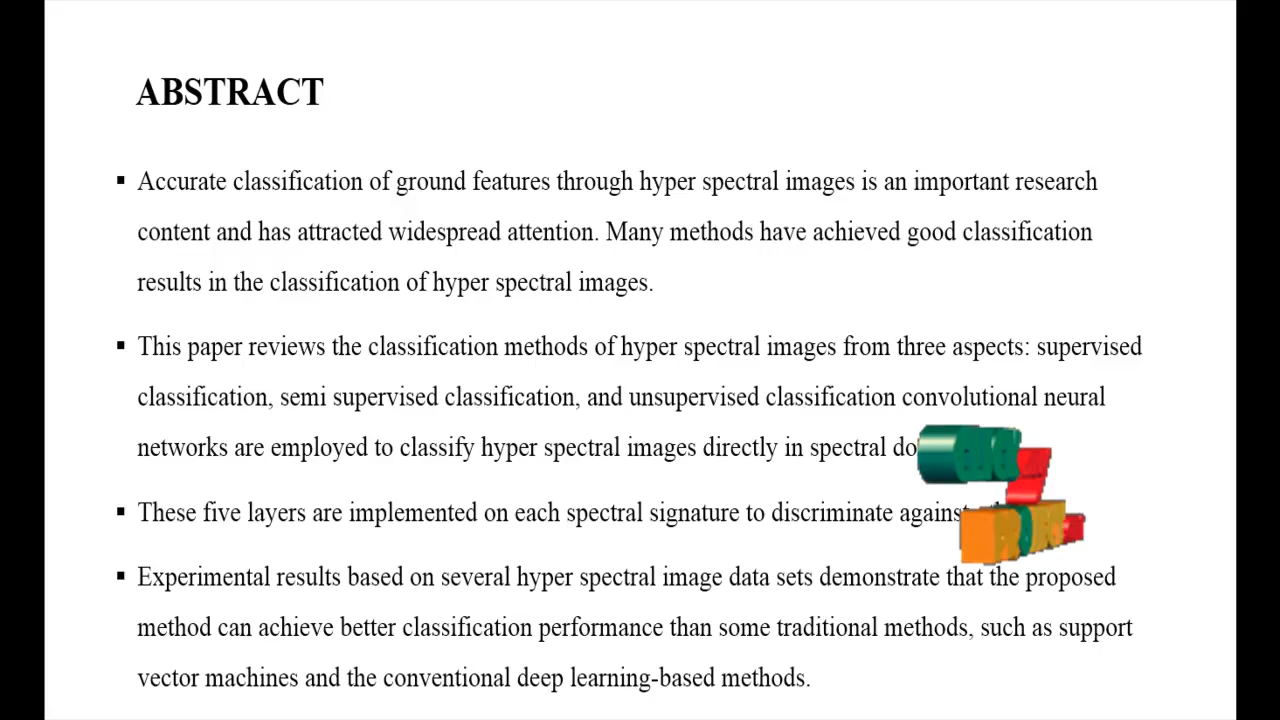 ABSTRACT
▪ Accurate classification of ground features through hyper spectral images is an important research
content and has attracted widespread attention. Many methods have achieved good classification
results in the classification of hyper spectral images.
▪ This paper reviews the classification methods of hyper spectral images from three aspects: supervised
classification, semi supervised classification, and unsupervised classification convolutional neural
networks are employed to classify hyper spectral images directly in spectral
▪ These five layers are implemented on each spectral signature to discriminate against
▪ Experimental results based on several hyper spectral image data sets demonstrate that the proposed
method can achieve better classification performance than some traditional methods, such as support
vector machines and the conventional deep learning-based methods.